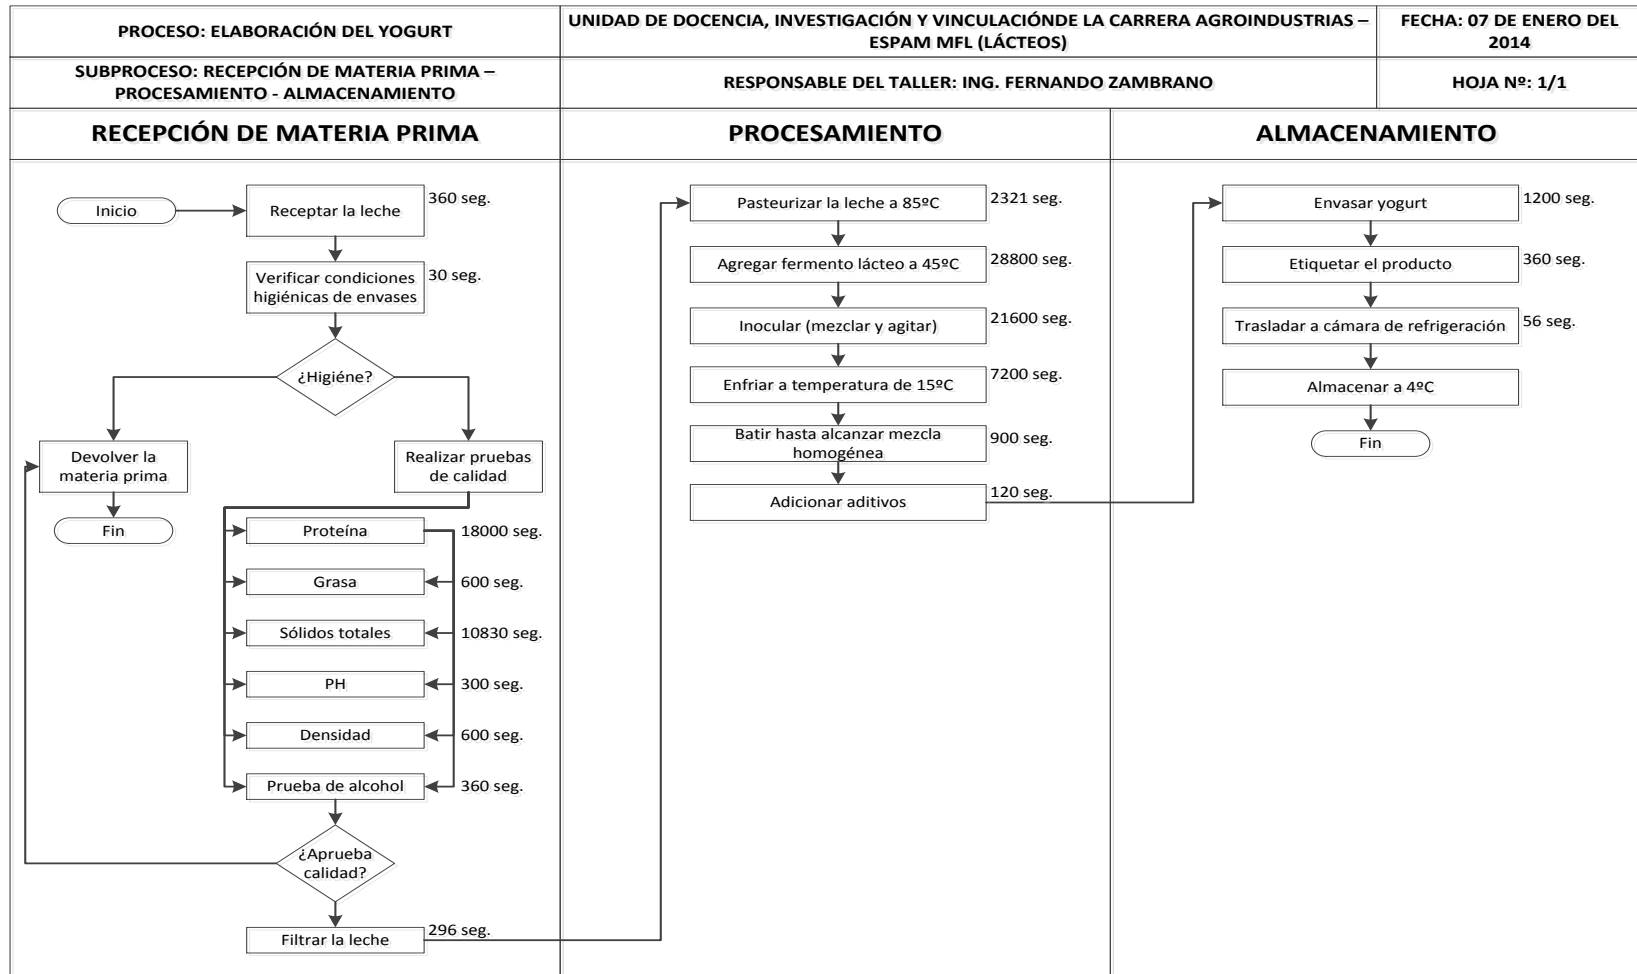 PROCESO: ELABORACIÓN DEL YOGURT
UNIDAD DE DOCENCIA, INVESTIGACIÓN Y VINCULACIÓNDE LA CARRERA AGROINDUSTRIAS –
ESPAM MFL (LÁCTEOS)
FECHA: 07 DE ENERO DEL
2014
SUBPROCESO: RECEPCIÓN DE MATERIA PRIMA –
PROCESAMIENTO - ALMACENAMIENTO
RESPONSABLE DEL TALLER: ING. FERNANDO ZAMBRANO
HOJA Nº: 1/1
RECEPCIÓN DE MATERIA PRIMA
Inicio
Receptar la leche
360 seg.
Verificar condiciones
higiénicas de envases
30 seg.
¿Higiéne?
Devolver la
materia prima
Fin
Realizar pruebas
de calidad
Proteína
18000 seg.
Grasa
600 seg.
Sólidos totales
10830 seg.
PH
300 seg.
Densidad
600 seg.
Prueba de alcohol
360 seg.
¿Aprueba
calidad?
Filtrar la leche
296 seg.
PROCESAMIENTO
Pasteurizar la leche a 85ºC
2321 seg.
Agregar fermento lácteo a 45ºC
28800 seg.
Inocular (mezclar y agitar)
21600 seg.
Enfriar a temperatura de 15ºC
7200 seg.
Batir hasta alcanzar mezcla
homogénea
900 seg.
Adicionar aditivos
120 seg.
ALMACENAMIENTO
Envasar yogurt
1200 seg.
Etiquetar el producto
360 seg.
Trasladar a cámara de refrigeración
56 seg.
Almacenar a 4ºC
Fin